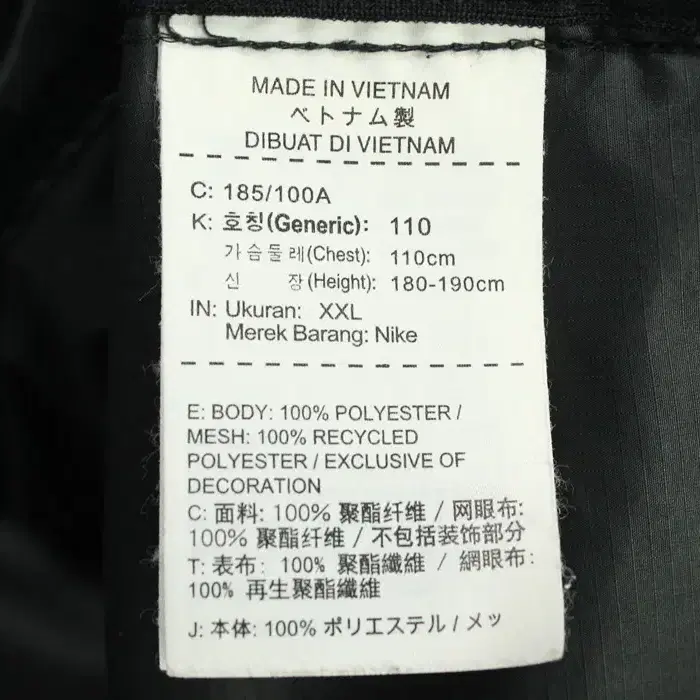 MADE IN VIETNAM
ベトナム製
DIBUAT DI VIETNAM
C: 185/100A
K: 호칭(Generic): 110
가슴둘레(Chest): 110cm
신 장(Height): 180-190cm
IN: Ukuran: XXL
Merek Barang: Nike
E: BODY: 100% POLYESTER /
MESH: 100% RECYCLED
POLYESTER / EXCLUSIVE OF
DECORATION
C: 面料: 100% 聚酯纤维 / 网眼布:
100% 聚酯纤维 / 不包括装饰部分
T: 表布: 100% 聚酯纖維 / 網眼布:
100% 再生聚酯纖維
J: 本体: 100% ポリエステル / メッ